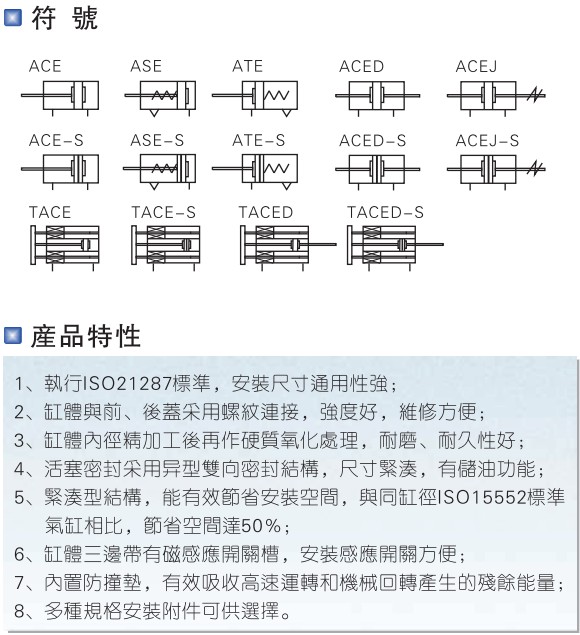 符 號
ACE ASE ATE ACED ACEJ
ACE-S ASE-S ATE-S ACED-S ACEJ-S
TACE TACE-S TACED TACED-S
産品特性
1、執行ISO21287標準，安裝尺寸通用性強；
2、缸體與前、後蓋采用螺紋連接，強度好，維修方便；
3、缸體內徑精加工後再作硬質氧化處理，耐磨、耐久性好；
4、活塞密封采用异型雙向密封結構，尺寸緊湊，有儲油功能；
5、緊湊型結構，能有效節省安裝空間，與同缸徑ISO15552標準
氣缸相比，節省空間達50%；
6、缸體三邊帶有磁感應開關槽，安裝感應開關方便；
7、內置防撞墊，有效吸收高速運轉和機械回轉產生的殘餘能量；
8、多種規格安裝附件可供選擇。